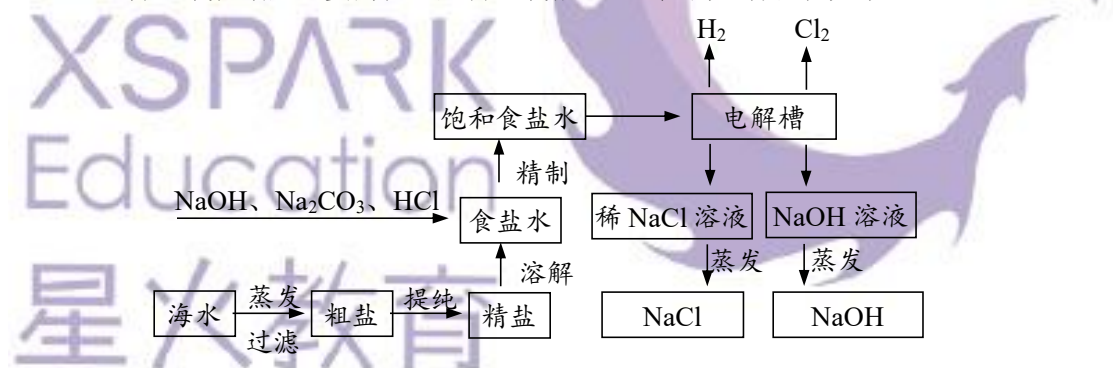 XSPARK
Education
星火教育
H₂ Cl₂
饱和食盐水 电解槽
精制
NaOH、Na₂CO₃、HCl
食盐水 稀 NaCl 溶液 NaOH 溶液
溶解 蒸发 蒸发
海水 蒸发 过滤 粗盐 提纯 精盐 NaCl NaOH